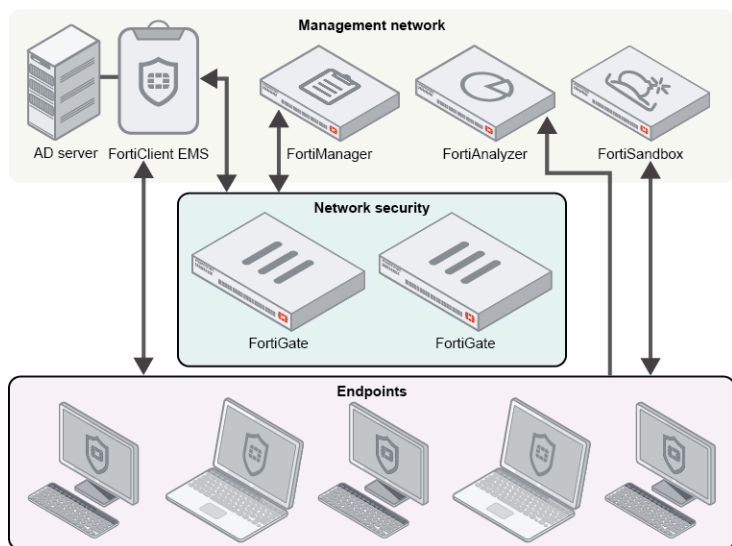 Management network
AD server
FortiClient EMS
FortiManager
FortiAnalyzer
FortiSandbox
Network security
FortiGate
FortiGate
Endpoints